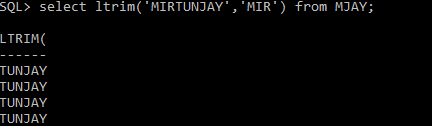 SQL> select ltrim('MIRTUNJAY','MIR') from MJAY;
LTRIM(
------
TUNJAY
TUNJAY
TUNJAY
TUNJAY